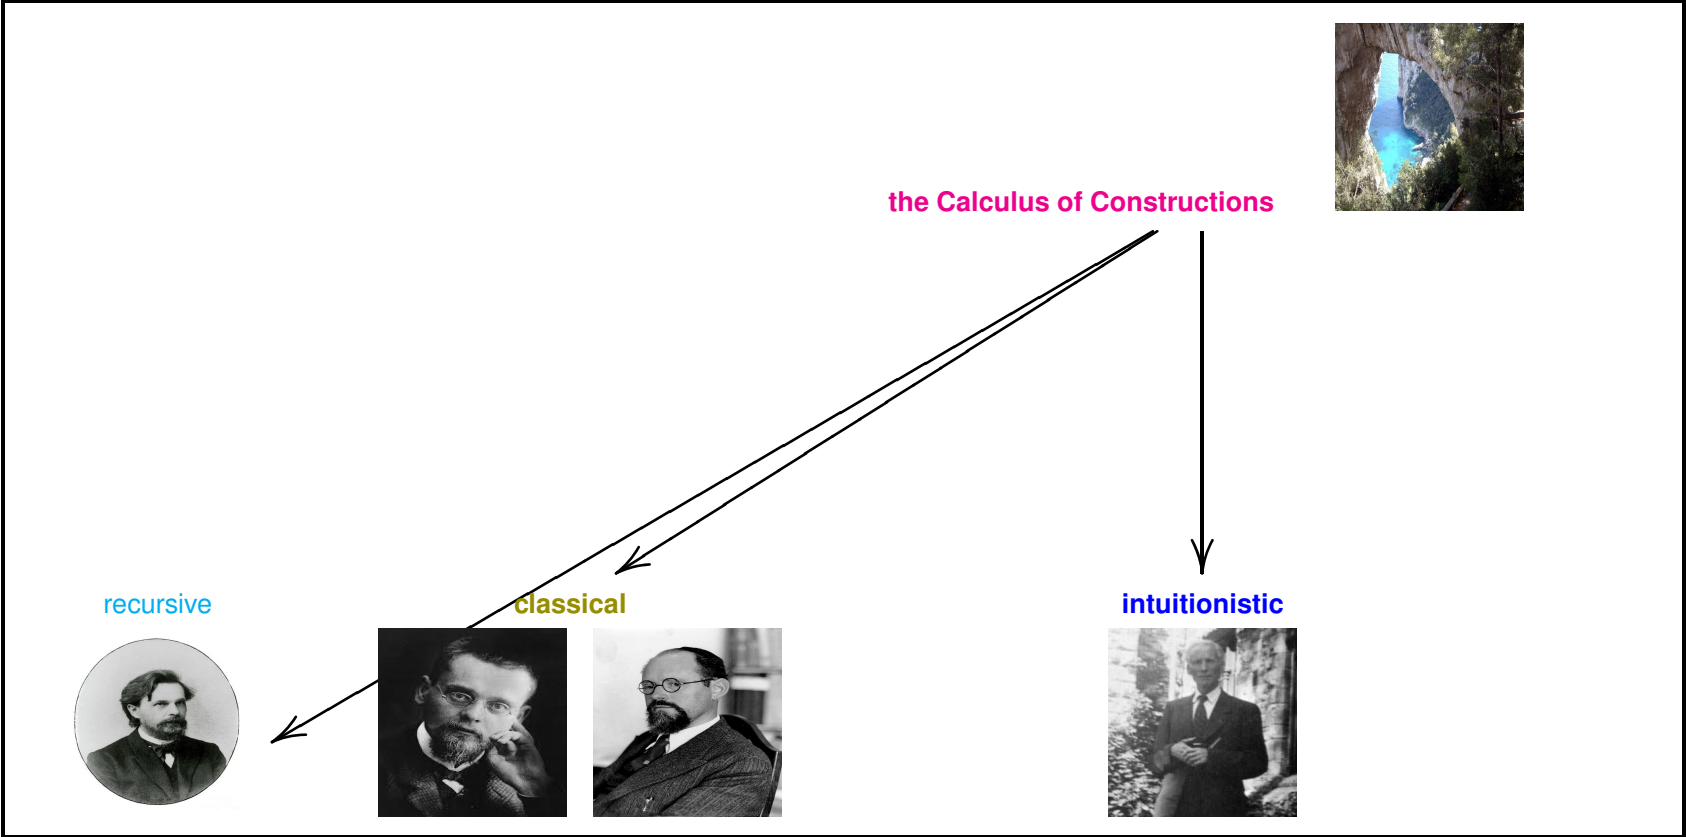 the Calculus of Constructions
recursive
classical
intuitionistic